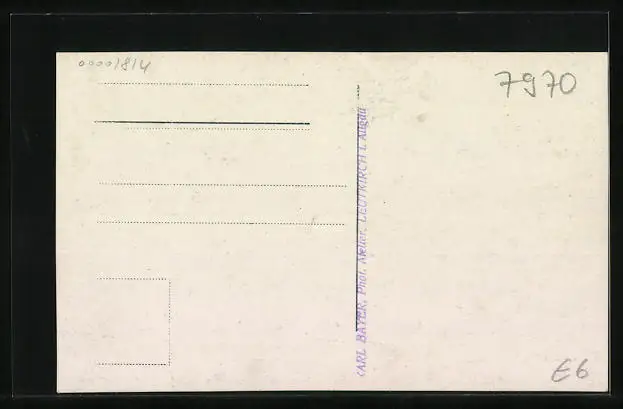 00001814
7970
CARL BAYER, Phot. Atelier, LEUTKIRCH i. Allgäu
E6